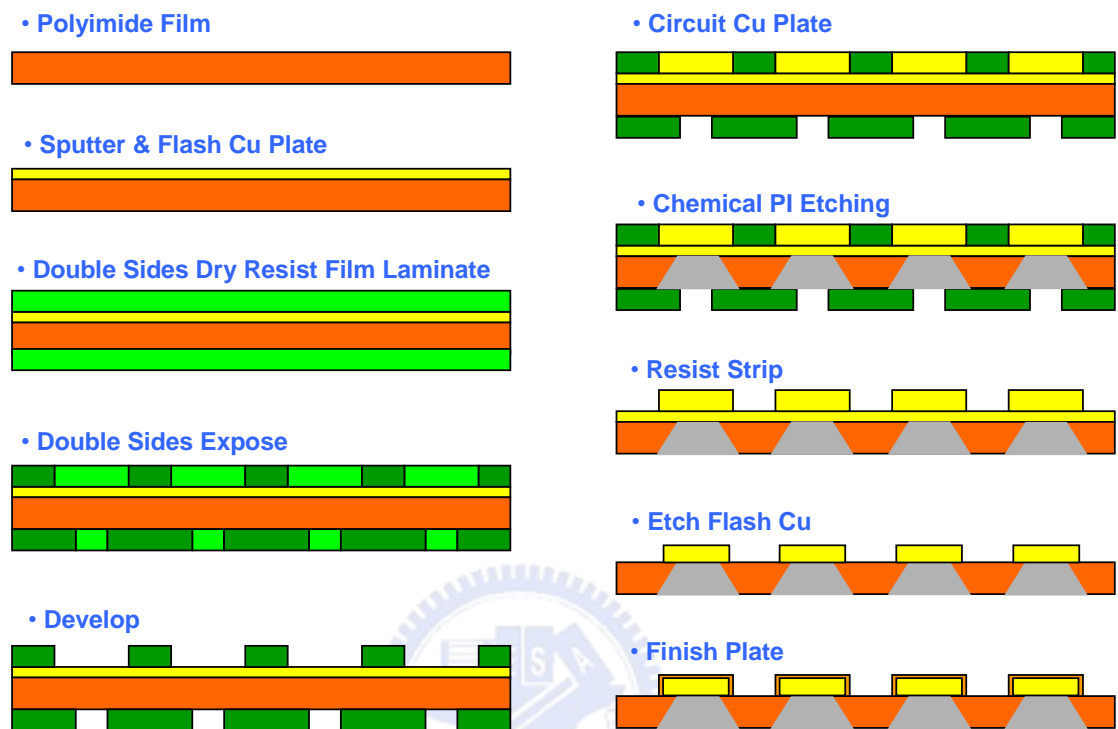 • Polyimide Film
• Sputter & Flash Cu Plate
• Double Sides Dry Resist Film Laminate
• Double Sides Expose
• Develop
• Circuit Cu Plate
• Chemical PI Etching
• Resist Strip
• Etch Flash Cu
• Finish Plate